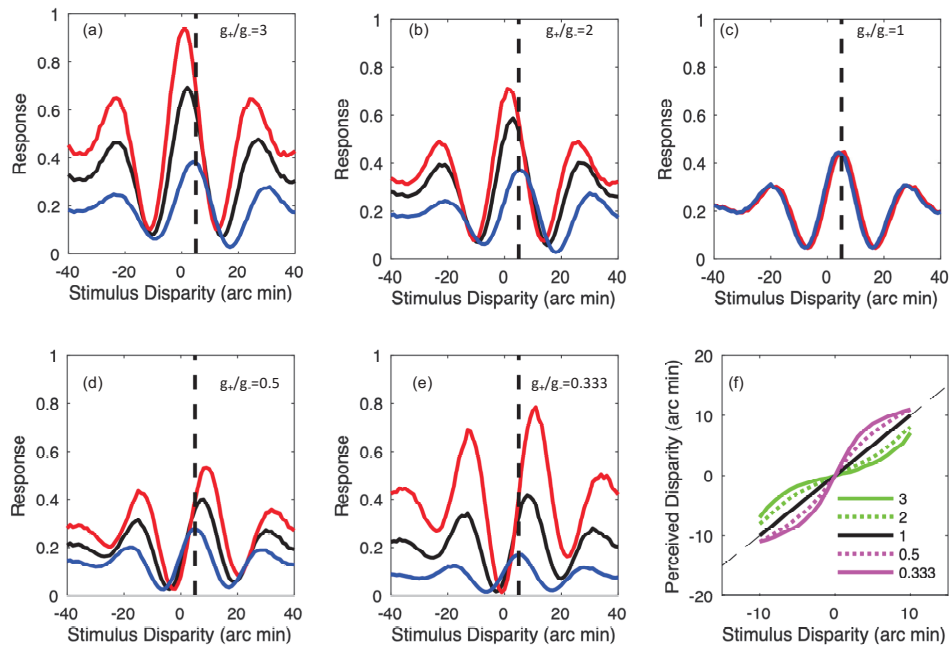 (a) g₊/g₋=3
1
0.8
0.6
0.4
0.2
0
-40 -20 0 20 40
Response
Stimulus Disparity (arc min)
(b) g₊/g₋=2
1
0.8
0.6
0.4
0.2
0
-40 -20 0 20 40
Response
Stimulus Disparity (arc min)
(c) g₊/g₋=1
1
0.8
0.6
0.4
0.2
0
-40 -20 0 20 40
Response
Stimulus Disparity (arc min)
(d) g₊/g₋=0.5
1
0.8
0.6
0.4
0.2
0
-40 -20 0 20 40
Response
Stimulus Disparity (arc min)
(e) g₊/g₋=0.333
1
0.8
0.6
0.4
0.2
0
-40 -20 0 20 40
Response
Stimulus Disparity (arc min)
(f)
20
10
0
-10
-20
-10 0 10
Perceived Disparity (arc min)
3
2
1
0.5
0.333
Stimulus Disparity (arc min)